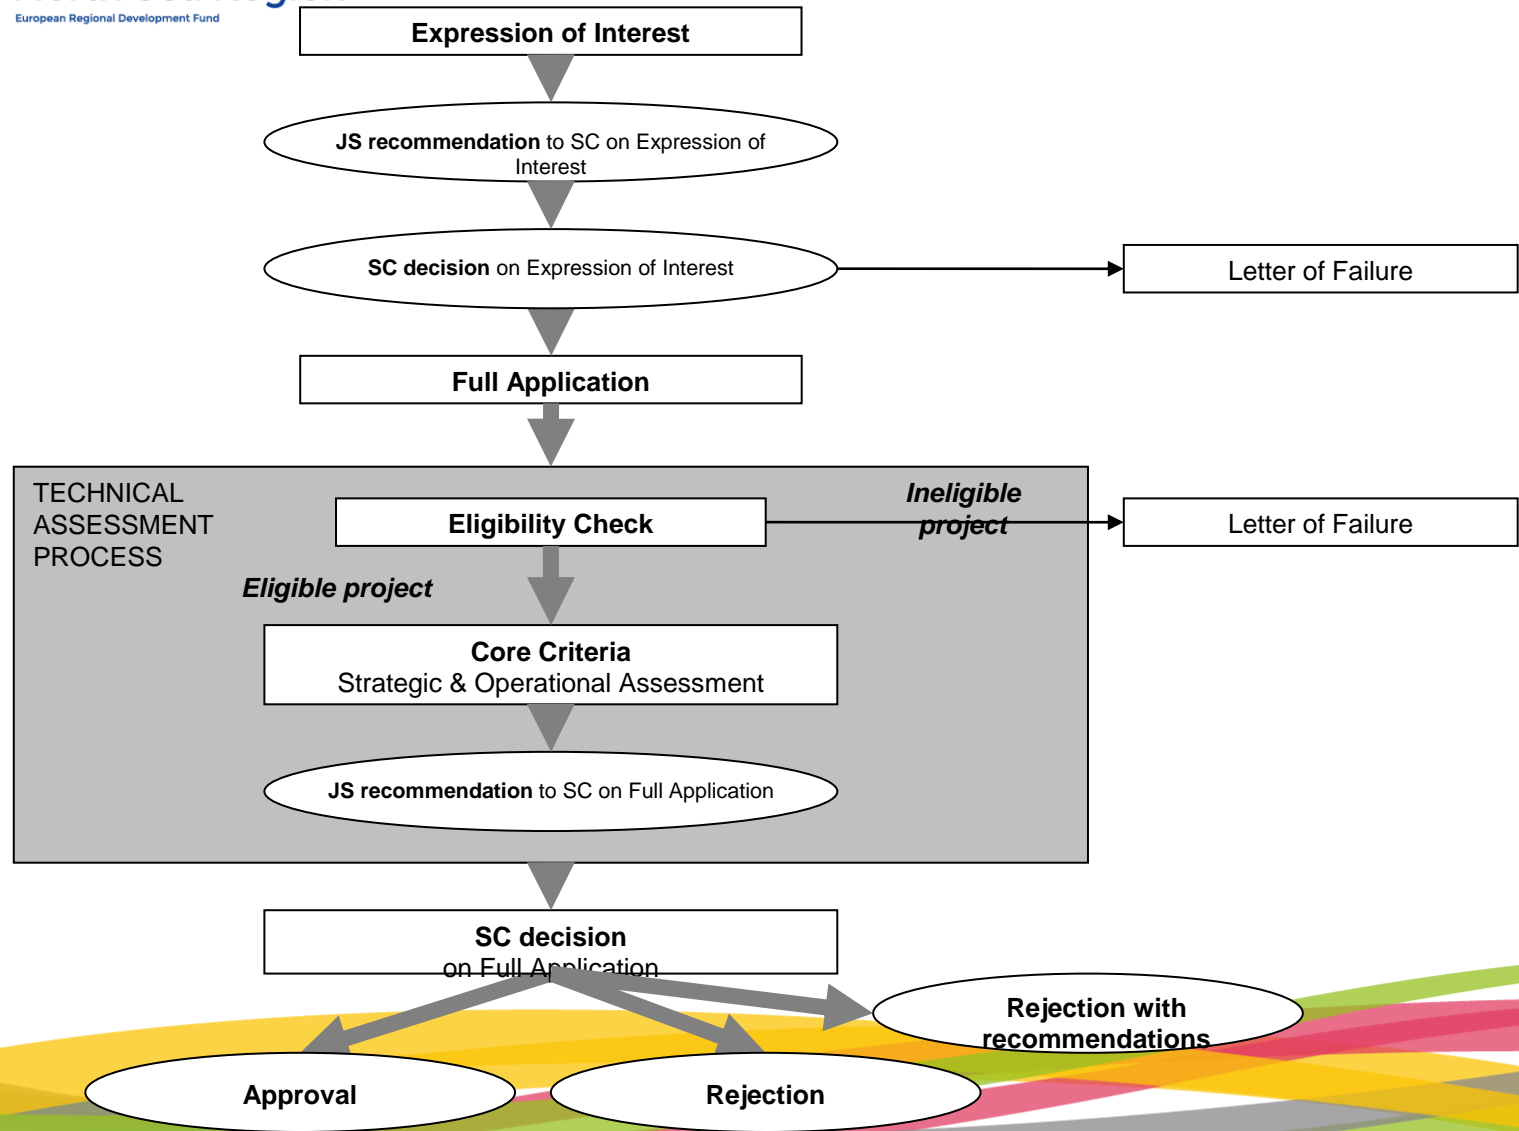 European Regional Development Fund
Expression of Interest
JS recommendation to SC on Expression of
Interest
SC decision on Expression of Interest
Letter of Failure
Full Application
TECHNICAL
ASSESSMENT
PROCESS
Eligibility Check
Ineligible
project
Letter of Failure
Eligible project
Core Criteria
Strategic & Operational Assessment
JS recommendation to SC on Full Application
SC decision
on Full Application
Rejection with
recommendations
Approval
Rejection